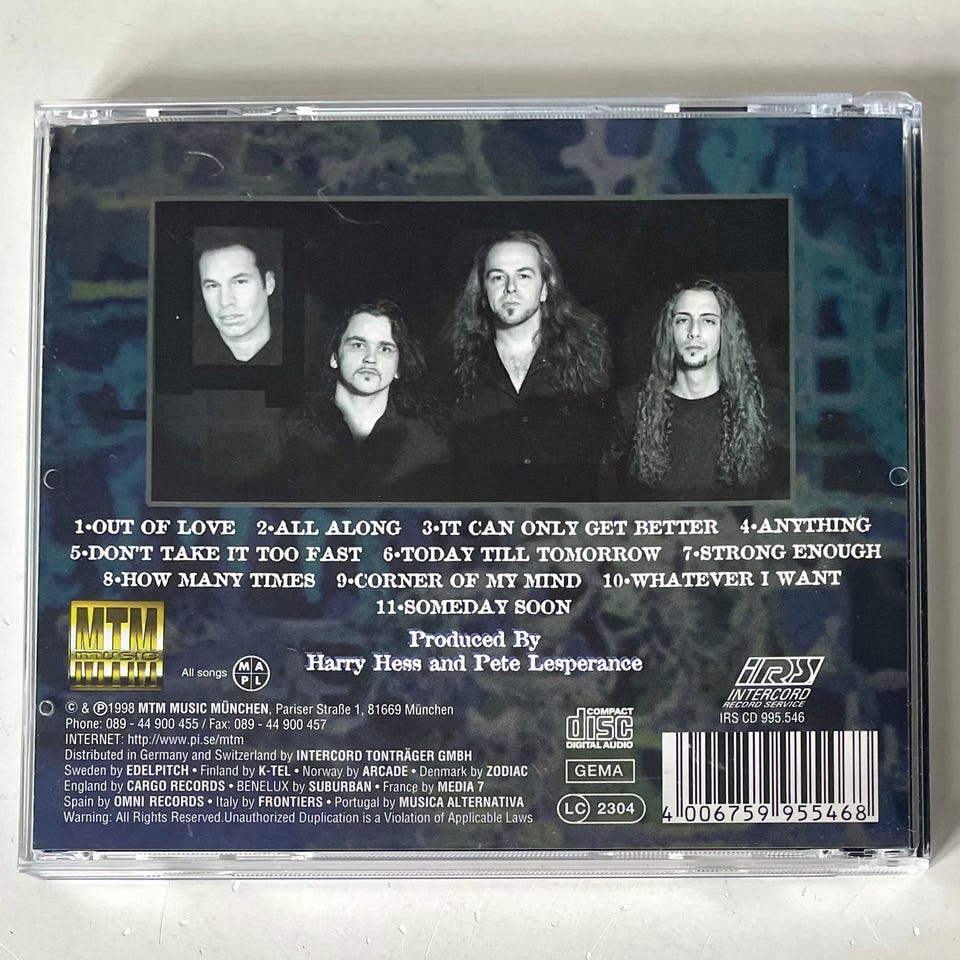 1•OUT OF LOVE 2•ALL ALONG 3•IT CAN ONLY GET BETTER 4•ANYTHING
5•DON'T TAKE IT TOO FAST 6•TODAY TILL TOMORROW 7•STRONG ENOUGH
8•HOW MANY TIMES 9•CORNER OF MY MIND 10•WHATEVER I WANT
11•SOMEDAY SOON
Produced By
Harry Hess and Pete Lesperance
MTM
music
MTM
All songs
M A
P L
© & ℗1998 MTM MUSIC MÜNCHEN, Pariser Straße 1, 81669 München
Phone: 089 - 44 900 455 / Fax: 089 - 44 900 457
INTERNET: http://www.pi.se/mtm
Distributed in Germany and Switzerland by INTERCORD TONTRÄGER GMBH
Sweden by EDELPITCH • Finland by K-TEL • Norway by ARCADE • Denmark by ZODIAC
England by CARGO RECORDS • BENELUX by SUBURBAN • France by MEDIA 7
Spain by OMNI RECORDS • Italy by FRONTIERS • Portugal by MUSICA ALTERNATIVA
Warning: All Rights Reserved.Unauthorized Duplication is a Violation of Applicable Laws
COMPACT
disc
DIGITAL AUDIO
GEMA
LC 2304
IRS
INTERCORD
RECORD SERVICE
IRS CD 995.546
4 006759 955468